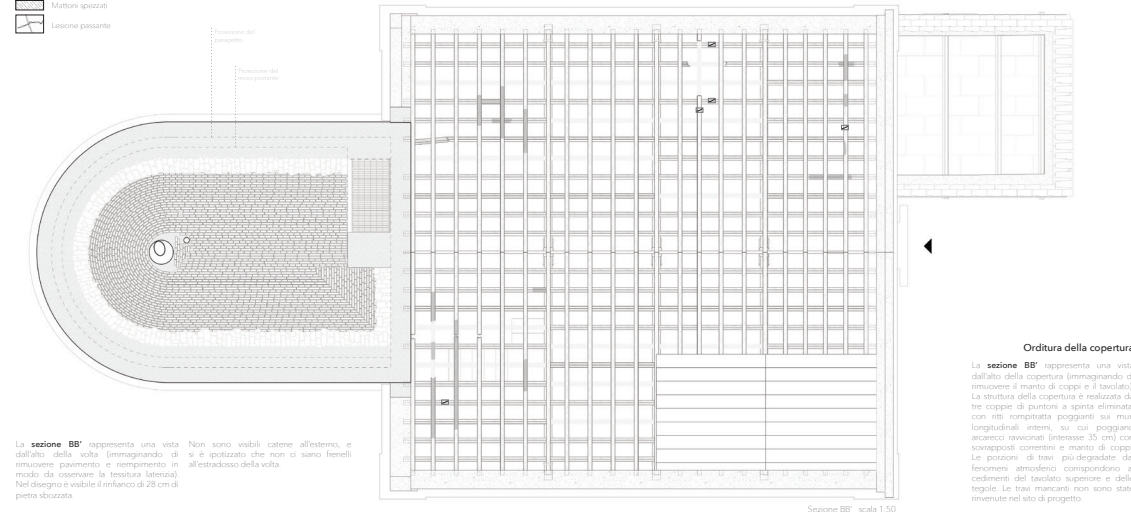 Mattoni spezzati
Lesione passante
Proiezione del
parapetto
Proiezione del
muro portante
La sezione BB' rappresenta una vista
dall'alto della volta (immaginando di
rimuovere pavimento e riempimento in
modo da osservare la tessitura laterizia).
Nel disegno è visibile il rinfianco di 28 cm di
pietra sbozzata.
Non sono visibili catene all'esterno, e
si è ipotizzato che non ci siano frenelli
all'estradosso della volta.
Orditura della copertura
La sezione BB' rappresenta una vista
dall'alto della copertura (immaginando d
rimuovere il manto di coppi e il tavolato)
La struttura della copertura è realizzata da
tre coppie di puntoni a spinta eliminata
con ritti rompitratta poggianti sui mur
longitudinali interni, su cui poggiano
arcarecci ravvicinati (interasse 35 cm) con
sovrapposti correntini e manto di coppi
Le porzioni di travi più degradate da
fenomeni atmosferici corrispondono a
cedimenti del tavolato superiore e delle
tegole. Le travi mancanti non sono state
rinvenute nel sito di progetto.
Sezione BB' scala 1:50